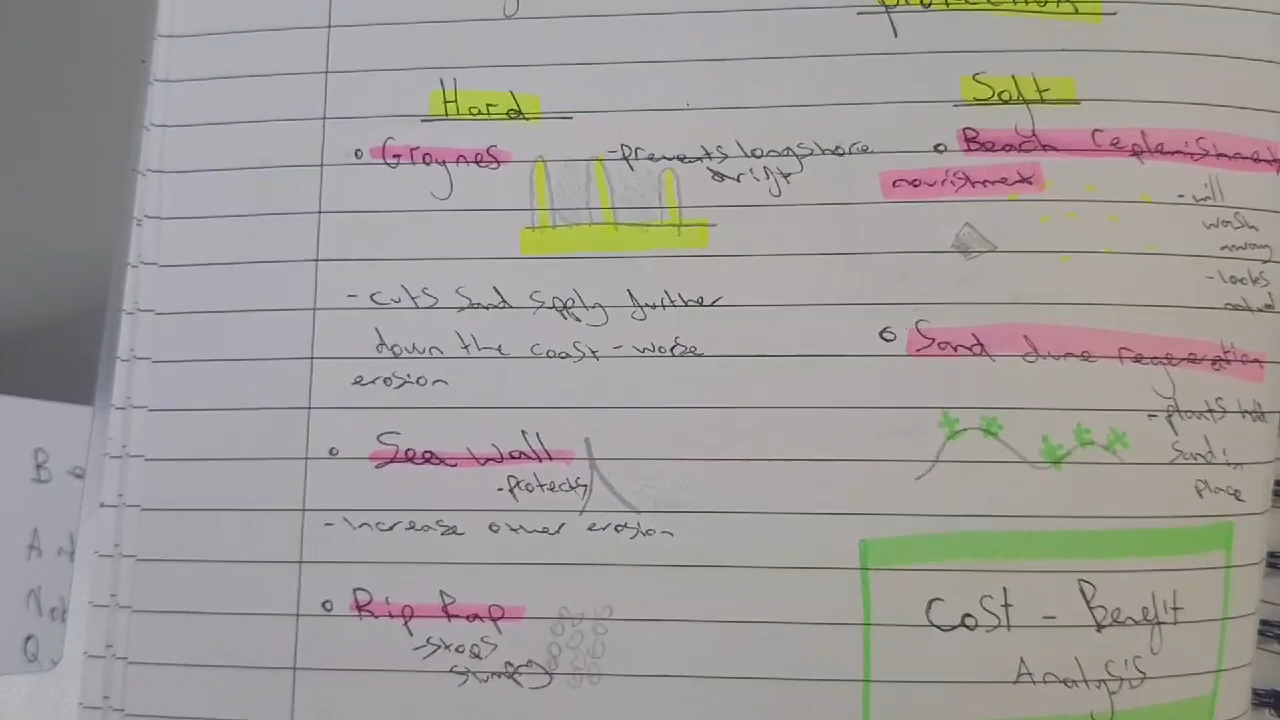 protection
Hard
Soft
Groynes
-prevents longshore
drift
-cuts Sand Supply further
down the coast - worse
erosion
Sea Wall
-protects
-Increase other erosion
Rip Rap
Beach replenishment
nourishment
-will
wash
away
-looks
Sand dune regeneration
-plants hold
Sand in
place
Cost - Benefit
Analysis
B
A
Not
Q